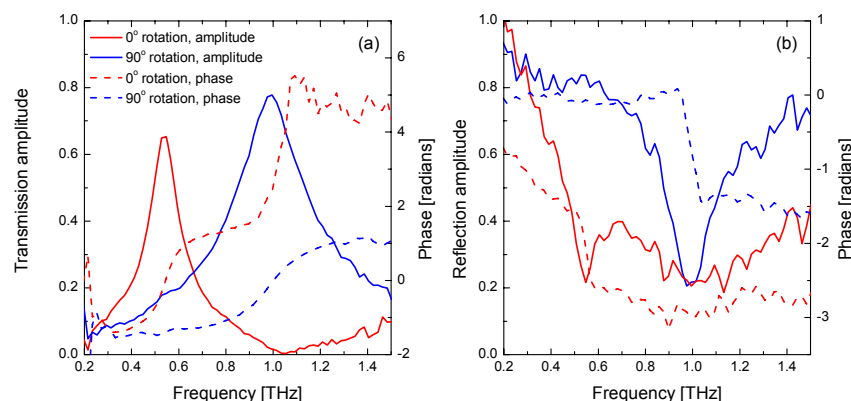 1.0
0.8
0.6
0.4
0.2
0.0
Transmission amplitude
0.2 0.4 0.6 0.8 1.0 1.2 1.4
Frequency [THz]
6
4
2
0
-2
Phase [radians]
(a)
0° rotation, amplitude
90° rotation, amplitude
0° rotation, phase
90° rotation, phase
1.0
0.8
0.6
0.4
0.2
0.0
Reflection amplitude
0.2 0.4 0.6 0.8 1.0 1.2 1.4
Frequency [THz]
1
0
-1
-2
-3
Phase [radians]
(b)